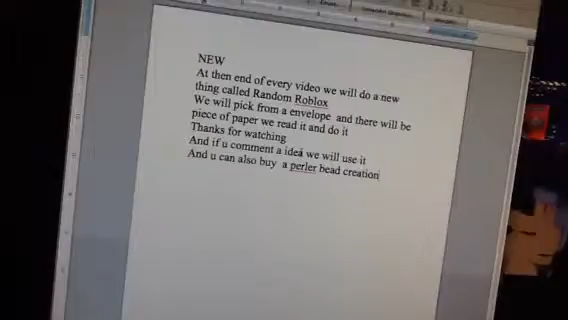 NEW
At then end of every video we will do a new
thing called Random Roblox
We will pick from a envelope and there will be
piece of paper we read it and do it
Thanks for watching
And if u comment a idea we will use it
And u can also buy a perler bead creation